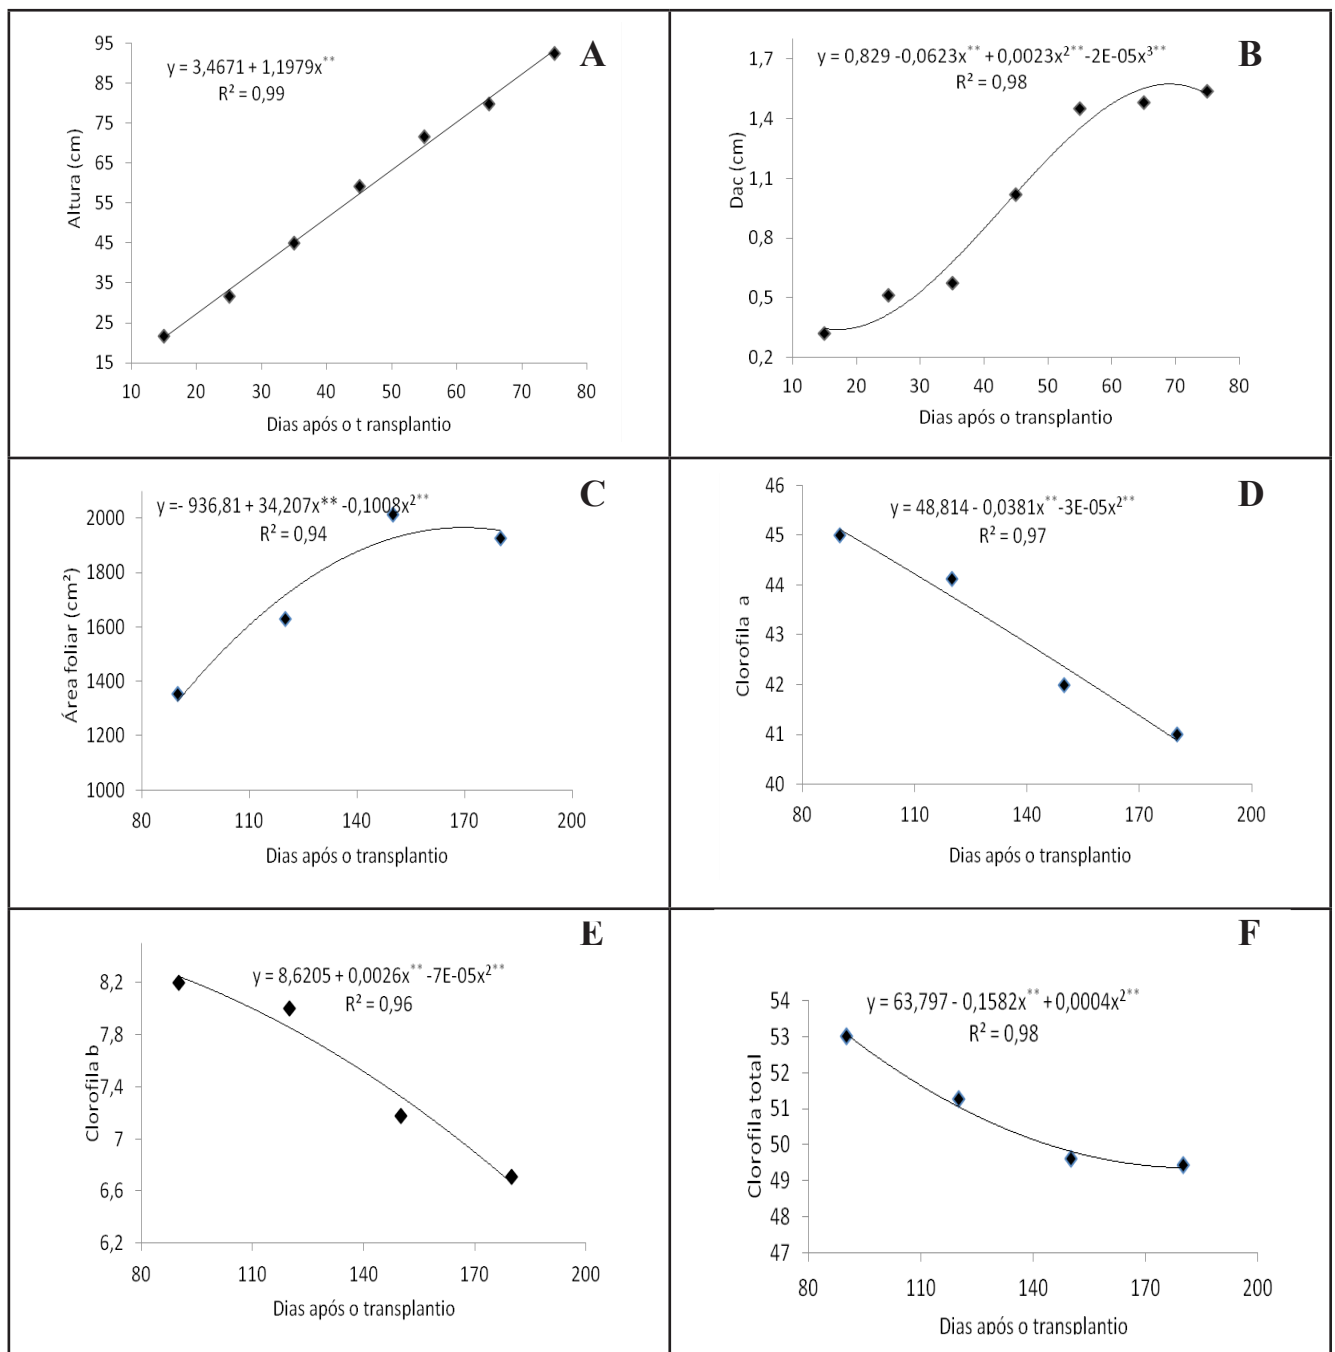 A
y = 3,4671 + 1,1979x**
R² = 0,99
Altura (cm)
95
85
75
65
55
45
35
25
15
10 20 30 40 50 60 70 80
Dias após o t ransplantio
B
y = 0,829 -0,0623x** + 0,0023x²** -2E-05x³**
R² = 0,98
Dac (cm)
1,7
1,4
1,1
0,8
0,5
0,2
10 20 30 40 50 60 70 80
Dias após o transplantio
C
y =- 936,81 + 34,207x** -0,1008x²**
R² = 0,94
Área foliar (cm²)
2000
1800
1600
1400
1200
1000
80 110 140 170 200
Dias após o transplantio
D
y = 48,814 - 0,0381x** -3E-05x²**
R² = 0,97
Clorofila a
46
45
44
43
42
41
40
80 110 140 170 200
Dias após o transplantio
E
y = 8,6205 + 0,0026x** -7E-05x²**
R² = 0,96
Clorofila b
8,2
7,8
7,4
7
6,6
6,2
80 110 140 170 200
Dias após o transplantio
F
y = 63,797 - 0,1582x** + 0,0004x²**
R² = 0,98
Clorofila total
54
53
52
51
50
49
48
47
80 110 140 170 200
Dias após o transplantio